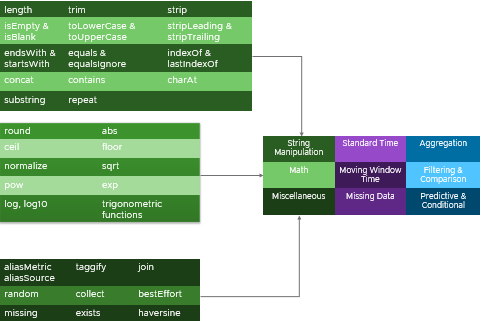 length trim strip
isEmpty & toLowerCase & stripLeading &
isBlank toUpperCase stripTrailing
endsWith & equals & indexOf &
startsWith equalsIgnore lastIndexOf
concat contains charAt
substring repeat
round abs
ceil floor
normalize sqrt
pow exp
log, log10 trigonometric
functions
String Standard Time Aggregation
Manipulation
Math Moving Window Filtering &
Time Comparison
Miscellaneous Missing Data Predictive &
Conditional
aliasMetric taggify join
aliasSource
random collect bestEffort
missing exists haversine